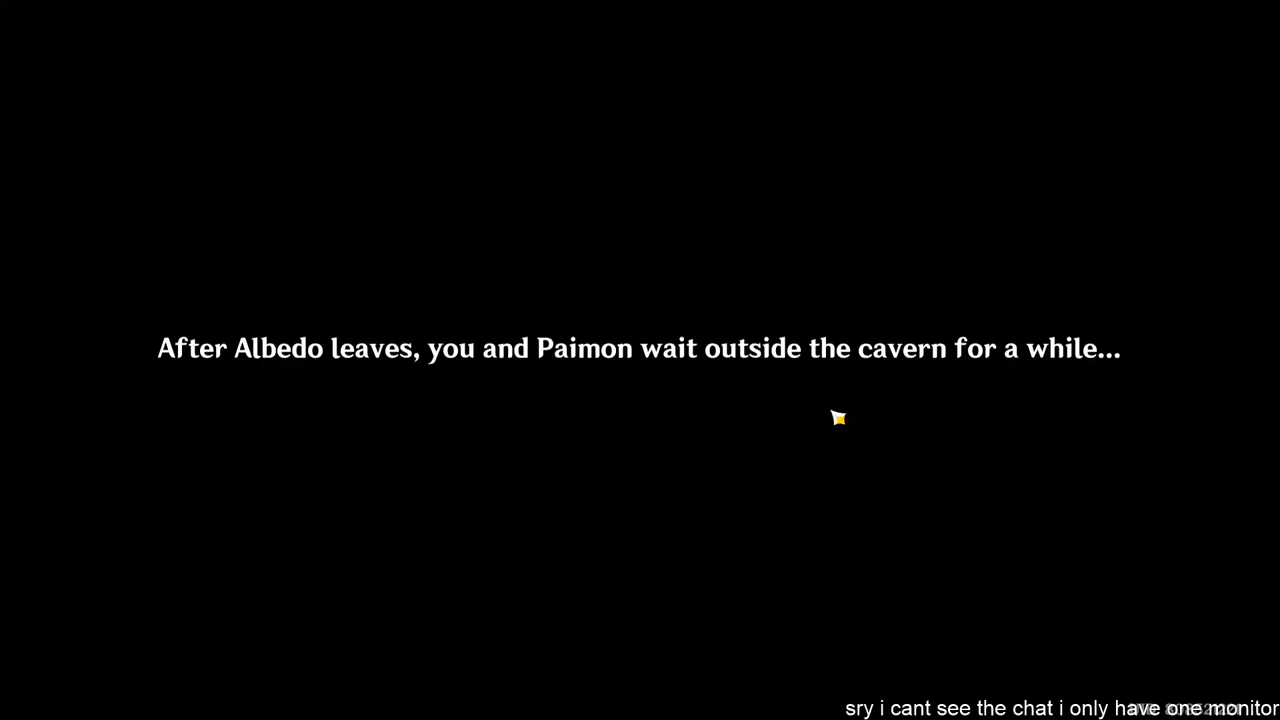 After Albedo leaves, you and Paimon wait outside the cavern for a while...
sry i cant see the chat i only have one monitor